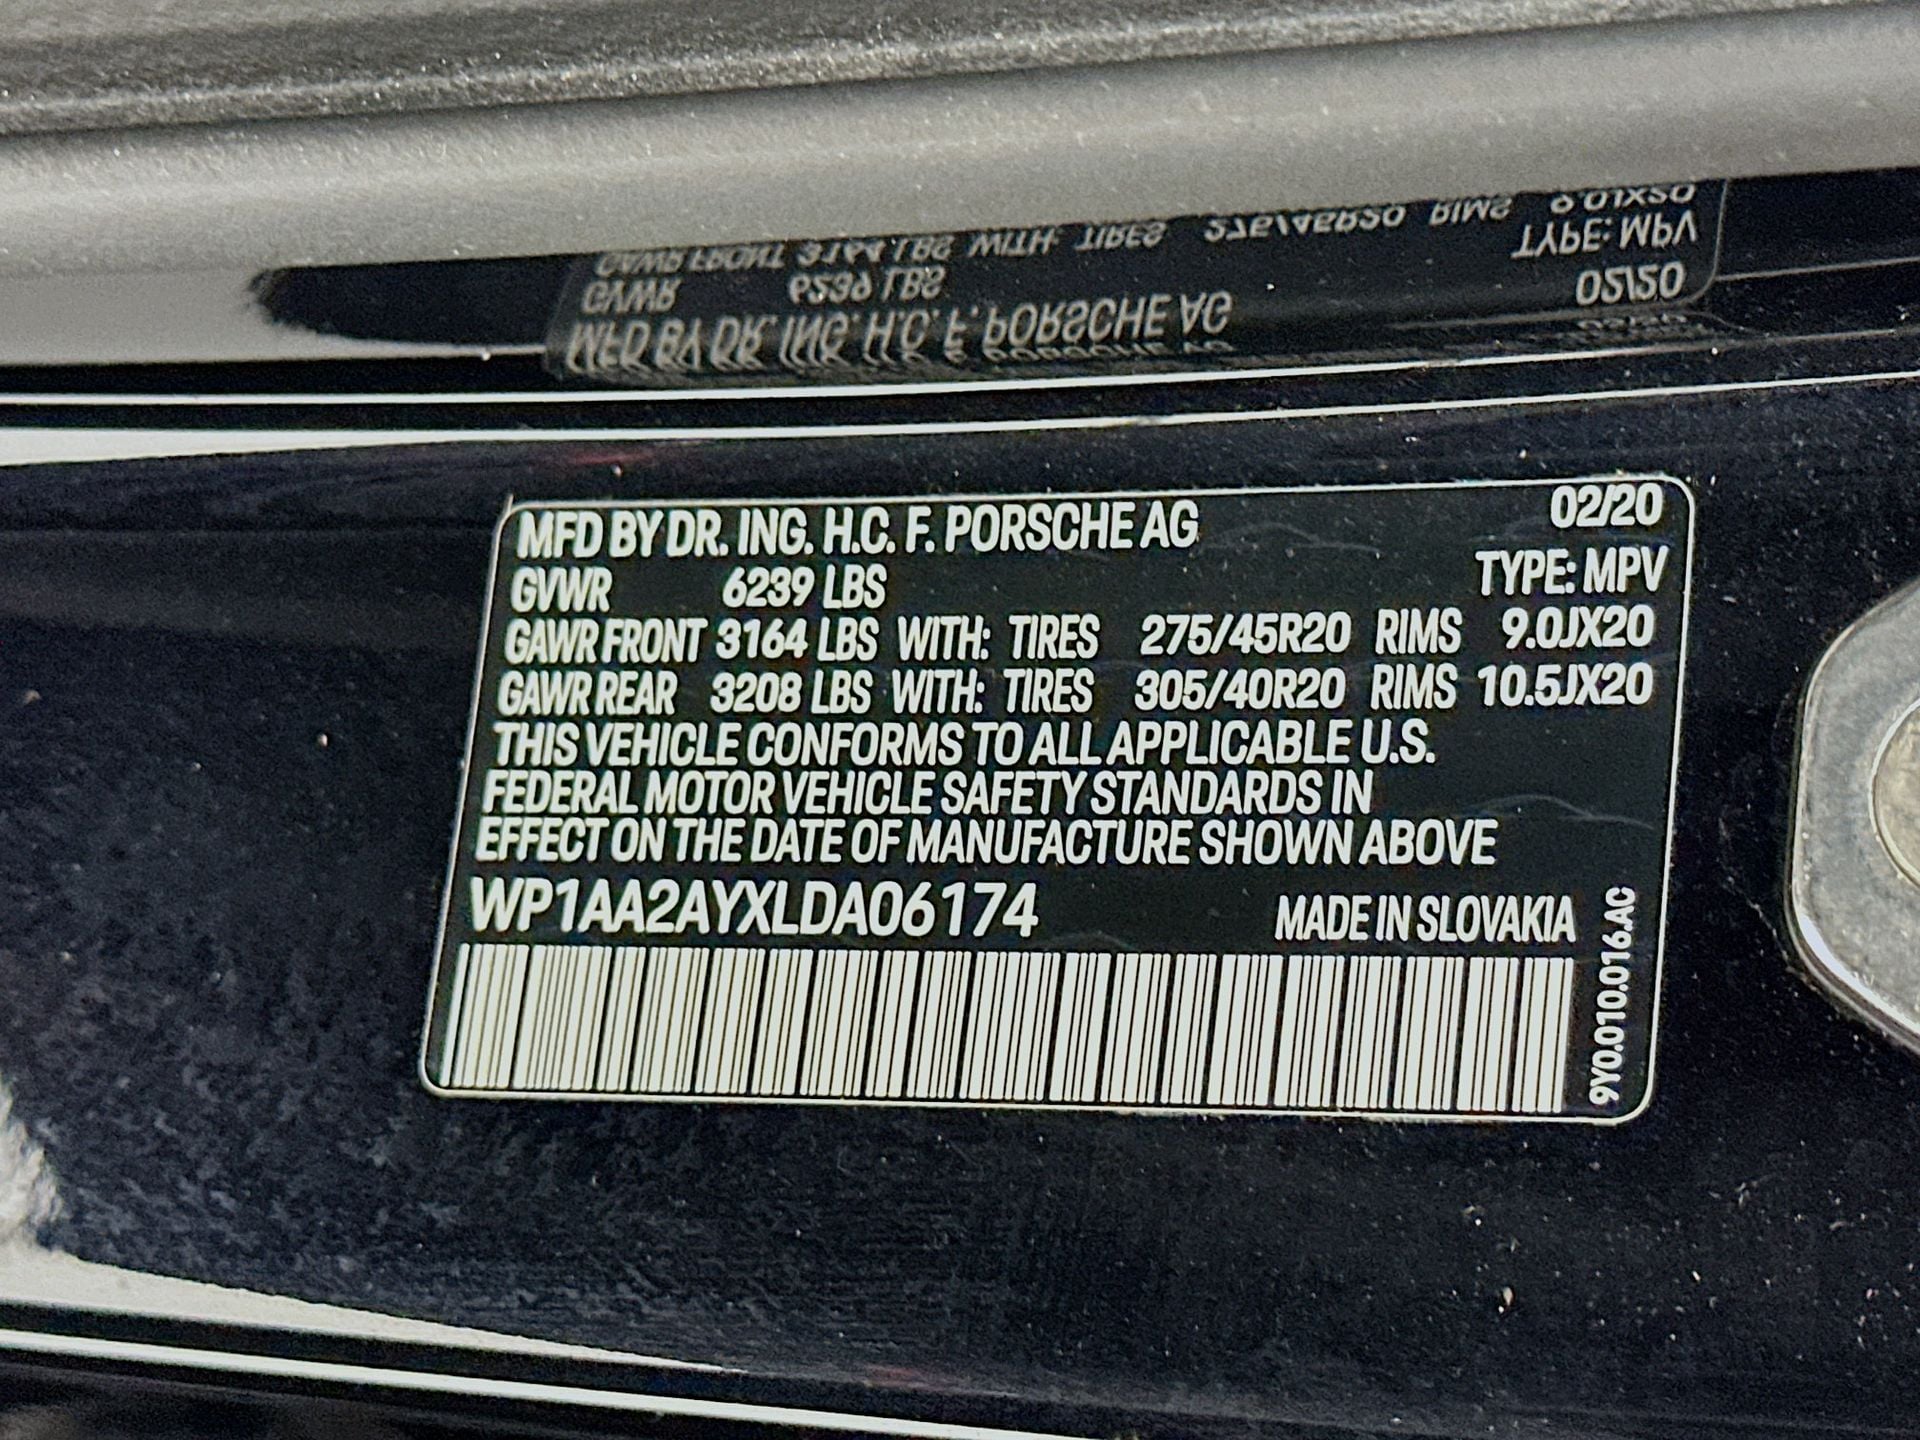 MFD BY DR. ING. H.C. F. PORSCHE AG 02/20
GVWR 6239 LBS TYPE: MPV
GAWR FRONT 3164 LBS WITH: TIRES 275/45R20 RIMS 9.0JX20
GAWR REAR 3208 LBS WITH: TIRES 305/40R20 RIMS 10.5JX20
THIS VEHICLE CONFORMS TO ALL APPLICABLE U.S.
FEDERAL MOTOR VEHICLE SAFETY STANDARDS IN
EFFECT ON THE DATE OF MANUFACTURE SHOWN ABOVE
WP1AA2AYXLDA06174 MADE IN SLOVAKIA
9Y0.010.016.AC